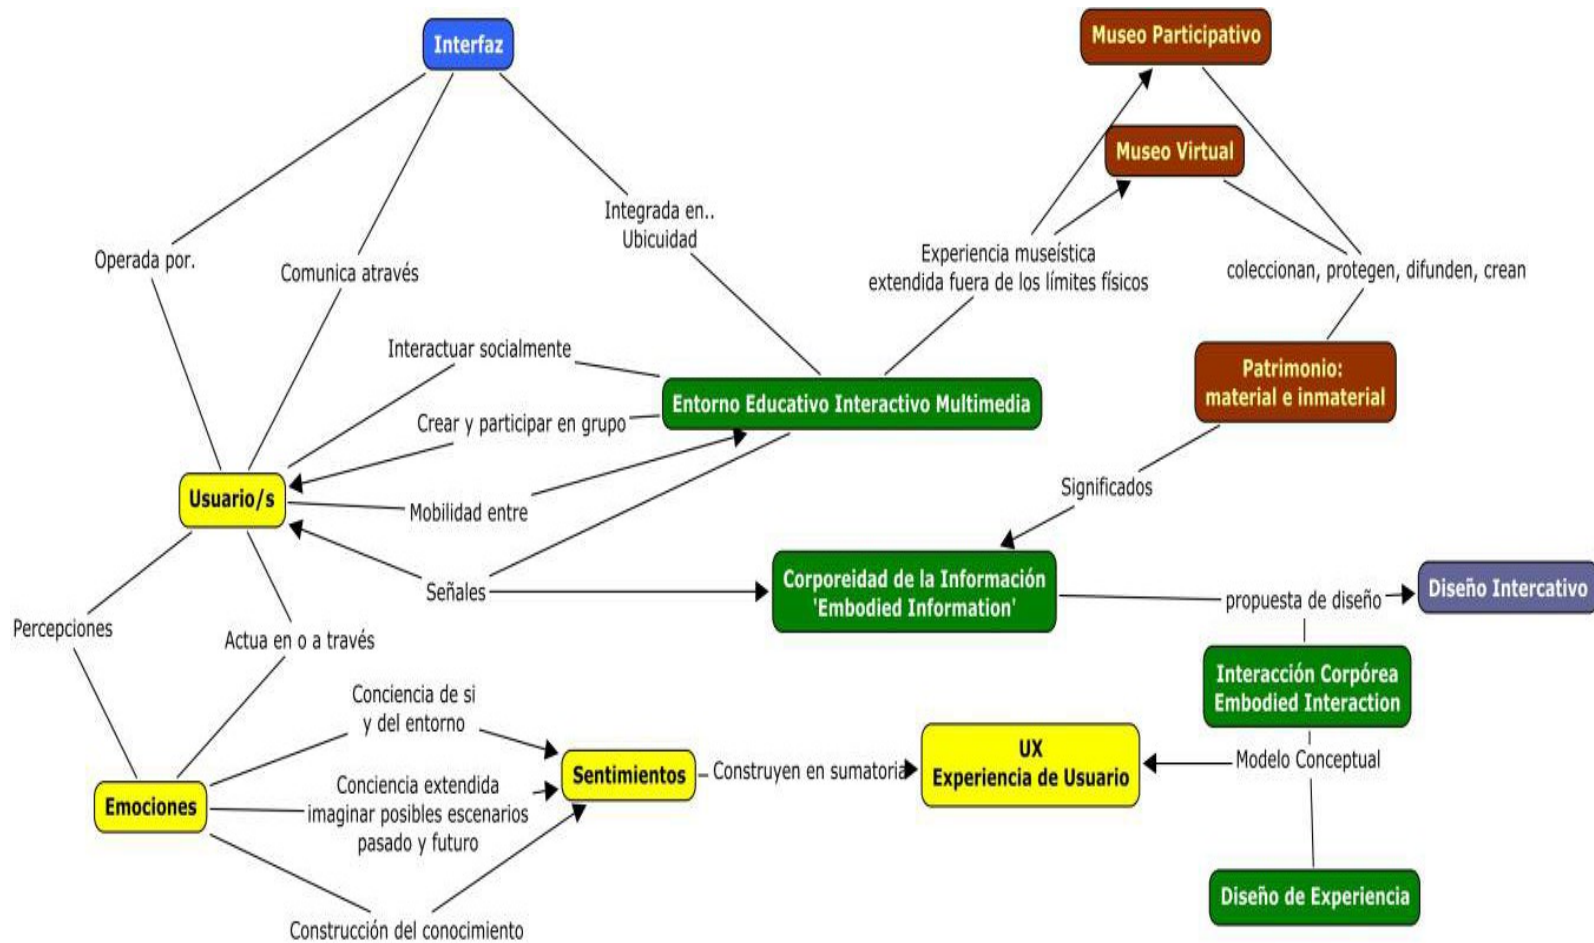 Interfaz
Museo Participativo
Museo Virtual
Integrada en..
Ubicuidad
Operada por.
Comunica através
Experiencia museística
extendida fuera de los límites físicos
coleccionan, protegen, difunden, crean
Interactuar socialmente
Patrimonio:
material e inmaterial
Entorno Educativo Interactivo Multimedia
Crear y participar en grupo
Usuario/s
Mobilidad entre
Significados
Señales
Corporeidad de la Información
'Embodied Information'
propuesta de diseño
Diseño Intercativo
Percepciones
Actua en o a través
Interacción Corpórea
Embodied Interaction
Conciencia de si
y del entorno
Sentimientos
Construyen en sumatoria
UX
Experiencia de Usuario
Modelo Conceptual
Emociones
Conciencia extendida
imaginar posibles escenarios
pasado y futuro
Diseño de Experiencia
Construcción del conocimiento